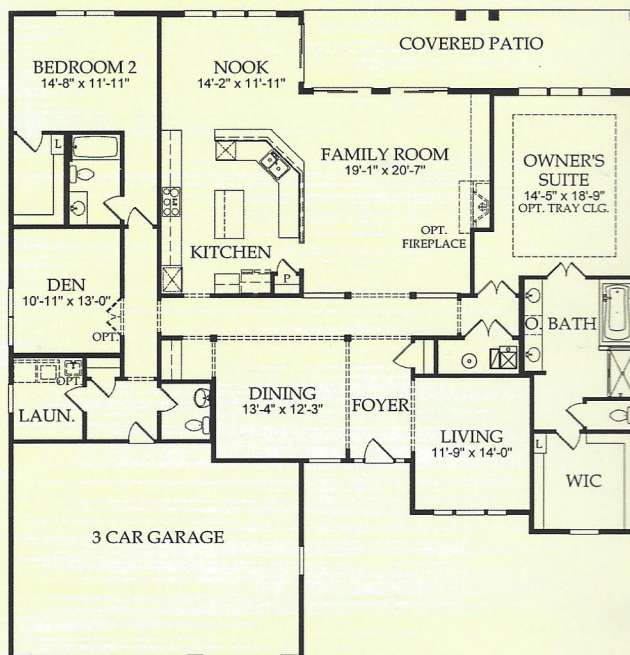 COVERED PATIO
BEDROOM 2
14'-8" x 11'-11"
NOOK
14'-2" x 11'-11"
L
FAMILY ROOM
19'-1" x 20'-7"
OWNER'S
SUITE
14'-5" x 18'-9"
OPT. TRAY CLG.
OPT.
FIREPLACE
KITCHEN
P
DEN
10'-11" x 13'-0"
OPT.
O. BATH
OPT.
LAUN.
DINING
13'-4" x 12'-3"
FOYER
LIVING
11'-9" x 14'-0"
L
WIC
3 CAR GARAGE